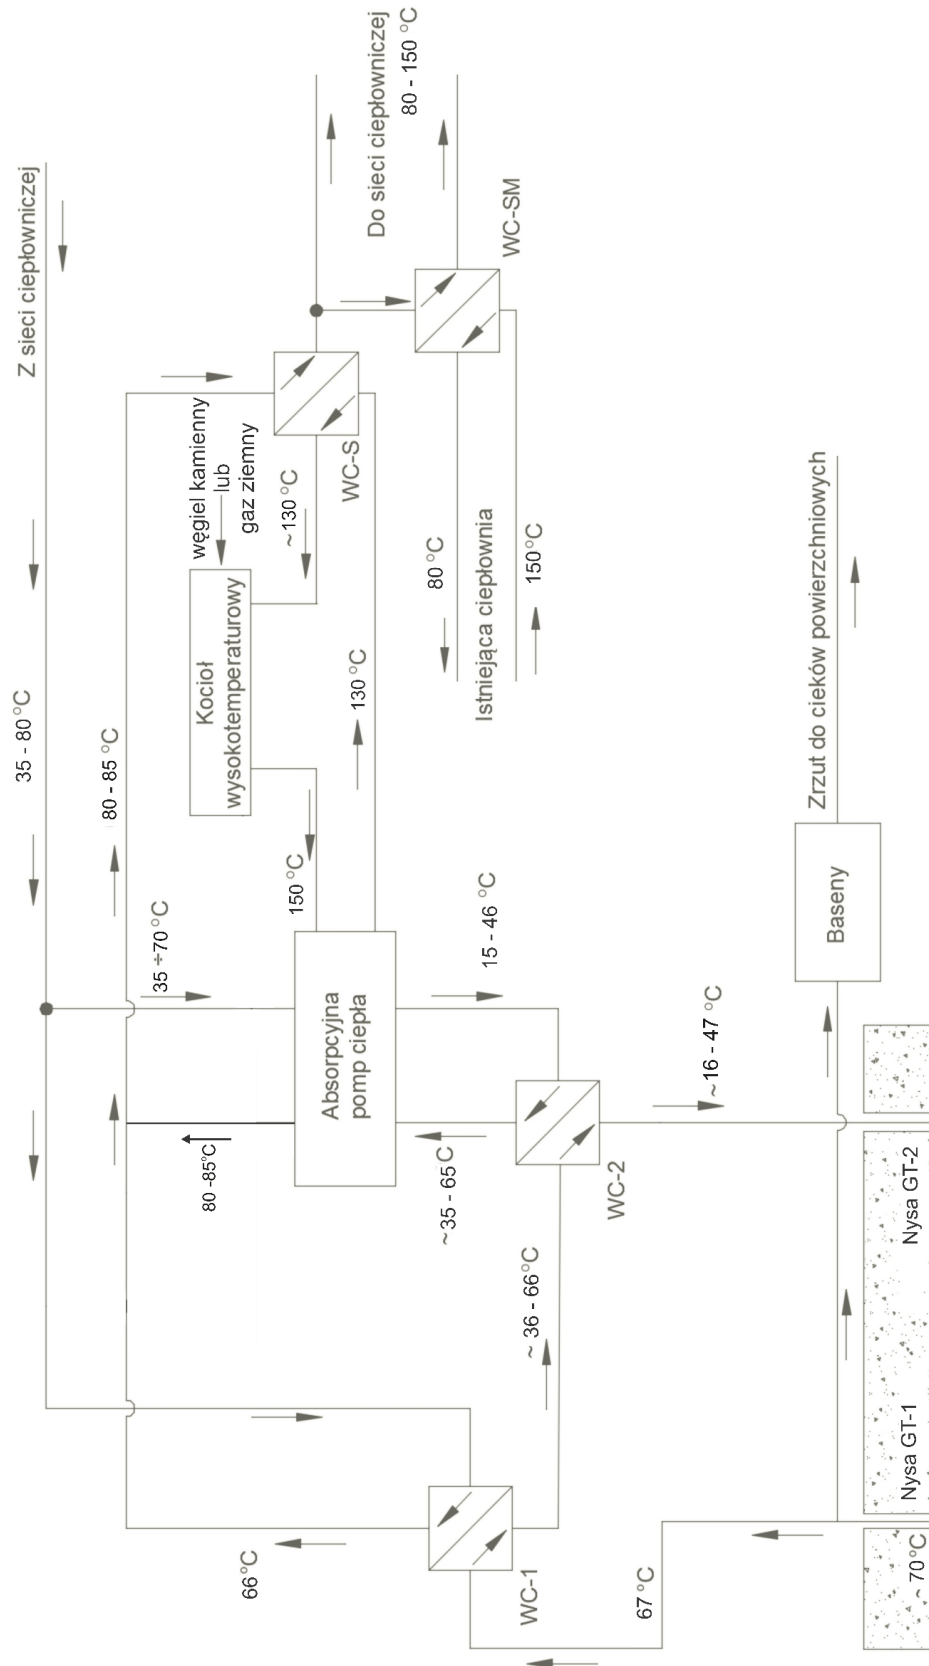 Z sieci ciepłowniczej
Do sieci ciepłowniczej
80 - 150 °C
WC-SM
węgiel kamienny
lub
gaz ziemny
WC-S
~130 °C
Kocioł
wysokotemperaturowy
80 °C
Istniejąca ciepłownia
150 °C
35 - 80 °C
80 - 85 °C
130 °C
150 °C
35 ÷70 °C
Absorpcyjna
pomp ciepła
15 - 46 °C
Zrzut do cieków powierzchniowych
Baseny
80 -85°C
~35 - 65 C
WC-2
~16 - 47 °C
~ 36 - 66 °C
66 °C
WC-1
67 °C
Nysa GT-1
Nysa GT-2
~ 70 °C